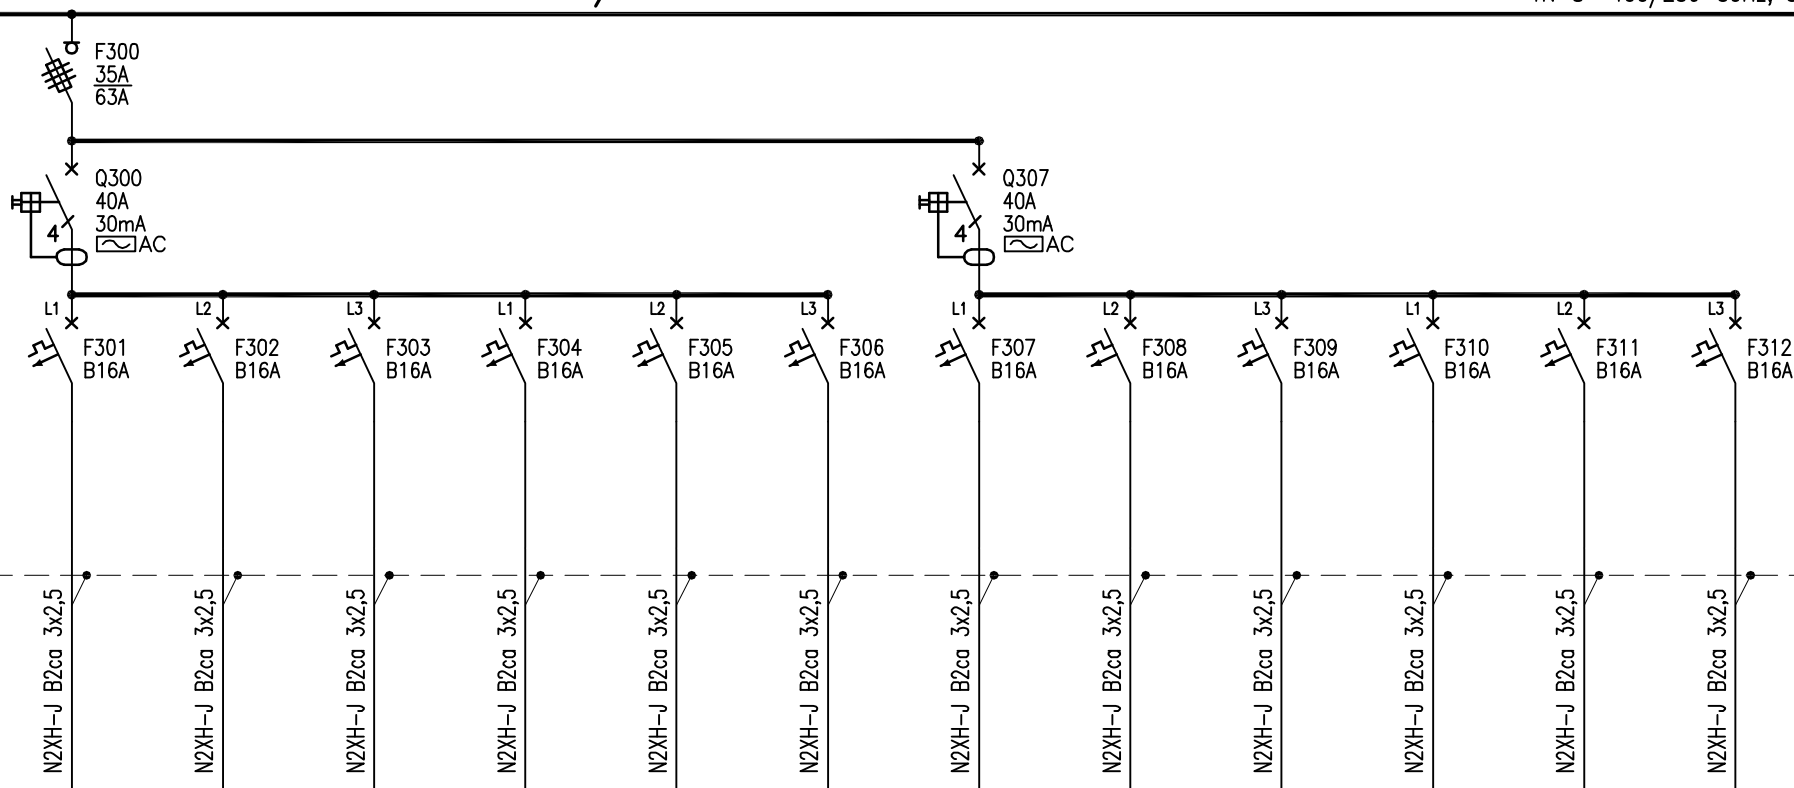 F300
35A
63A
Q300
40A
30mA
4
AC
Q307
40A
30mA
4
AC
L1 L2 L3 L1 L2 L3 L1 L2 L3 L1 L2 L3
F301 F302 F303 F304 F305 F306 F307 F308 F309 F310 F311 F312
B16A B16A B16A B16A B16A B16A B16A B16A B16A B16A B16A B16A
N2XH-J B2ca 3x2,5
N2XH-J B2ca 3x2,5
N2XH-J B2ca 3x2,5
N2XH-J B2ca 3x2,5
N2XH-J B2ca 3x2,5
N2XH-J B2ca 3x2,5
N2XH-J B2ca 3x2,5
N2XH-J B2ca 3x2,5
N2XH-J B2ca 3x2,5
N2XH-J B2ca 3x2,5
N2XH-J B2ca 3x2,5
N2XH-J B2ca 3x2,5